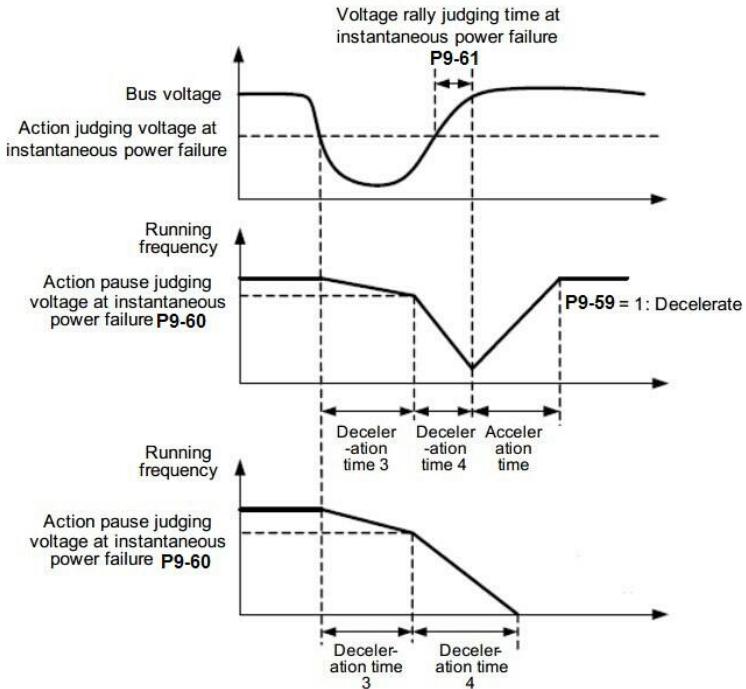 Voltage rally judging time at
instantaneous power failure
P9-61
Bus voltage
Action judging voltage at
instantaneous power failure
Running
frequency
Action pause judging
voltage at instantaneous
power failure P9-60
P9-59 = 1: Decelerate
Deceler
-ation
time 3
Deceler
-ation
time 4
Acceler
ation
time
Running
frequency
Action pause judging
voltage at instantaneous
power failure P9-60
Deceler-
ation time
3
Deceler-
ation time
4